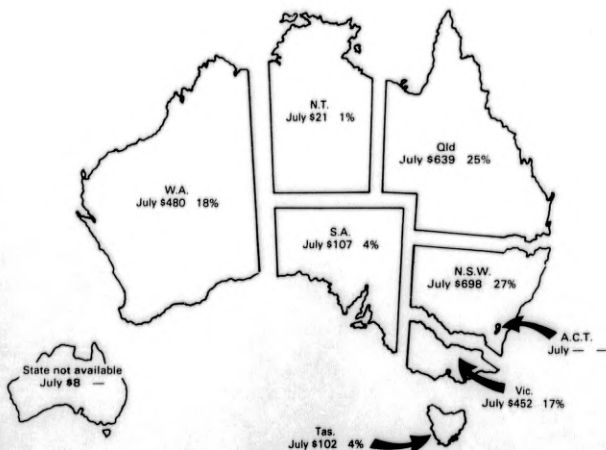 N.T.
July $21 1%
Qld
July $639 25%
W.A.
July $480 18%
S.A.
July $107 4%
N.S.W.
July $698 27%
A.C.T.
July — —
State not available
July $8 —
Vic.
July $452 17%
Tas.
July $102 4%